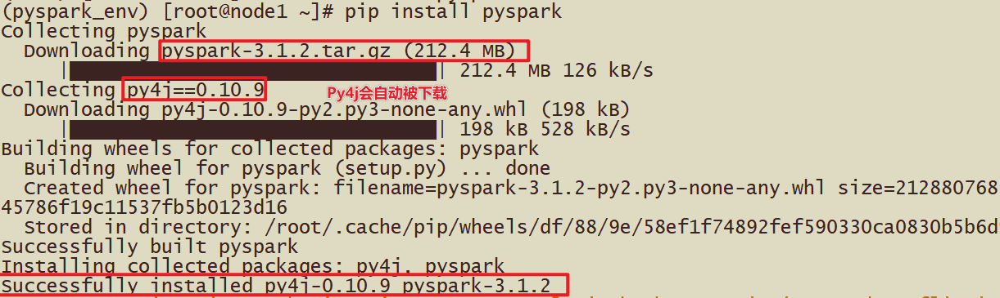 (pyspark_env) [root@node1 ~]# pip install pyspark
Collecting pyspark
Downloading pyspark-3.1.2.tar.gz (212.4 MB)
|████████████████████████████████| 212.4 MB 126 kB/s
Collecting py4j==0.10.9
Py4j会自动被下载
Downloading py4j-0.10.9-py2.py3-none-any.whl (198 kB)
|████████████████████████████████| 198 kB 528 kB/s
Building wheels for collected packages: pyspark
Building wheel for pyspark (setup.py) ... done
Created wheel for pyspark: filename=pyspark-3.1.2-py2.py3-none-any.whl size=212880768
45786f19c11537fb5b0123d16
Stored in directory: /root/.cache/pip/wheels/df/88/9e/58ef1f74892fef590330ca0830b5b6d
Successfully built pyspark
Installing collected packages: py4j, pyspark
Successfully installed py4j-0.10.9 pyspark-3.1.2